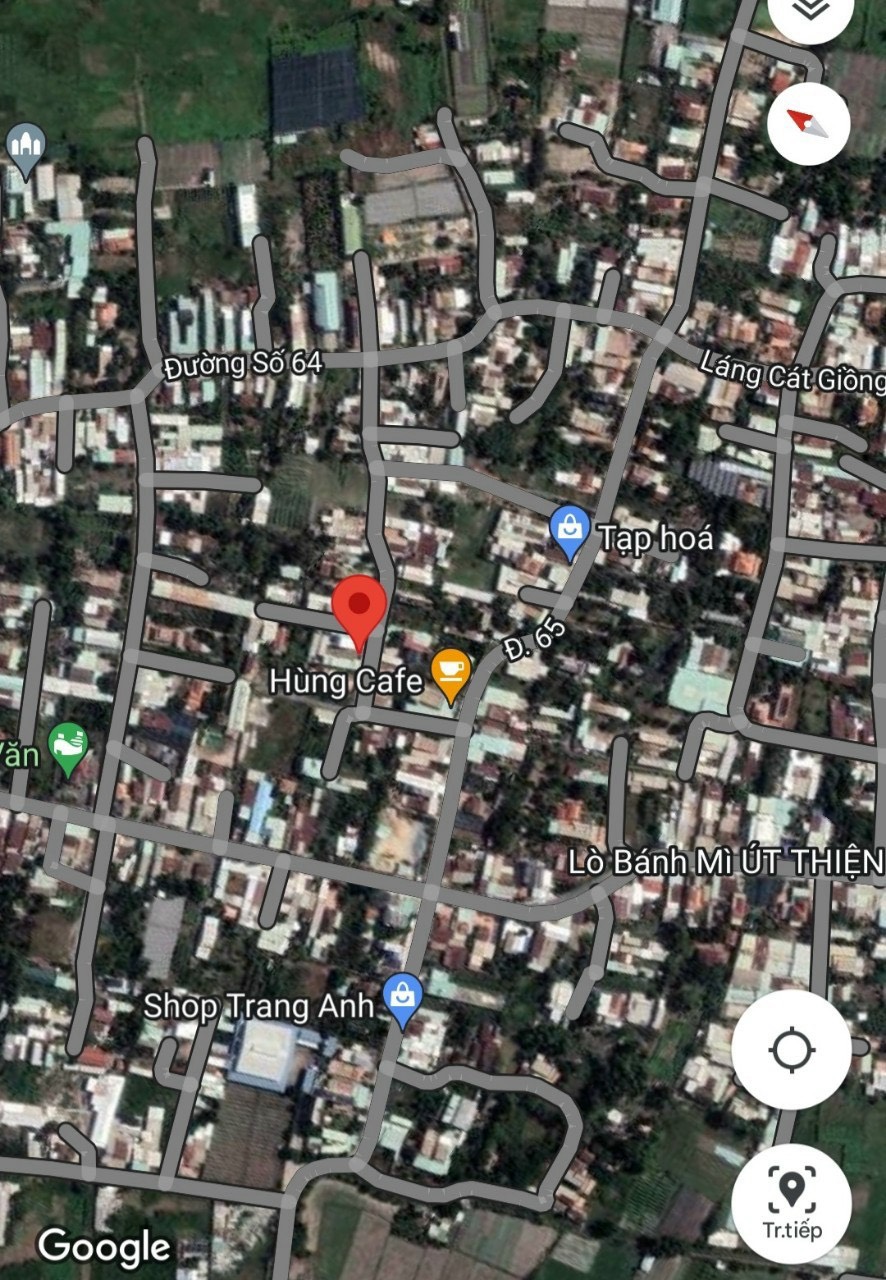 Đường Số 64
Láng Cát Giồng
Tạp hoá
Đ. 65
Hùng Cafe
Văn
Lò Bánh Mì ÚT THIỆN
Shop Trang Anh
Tr.tiếp
Google